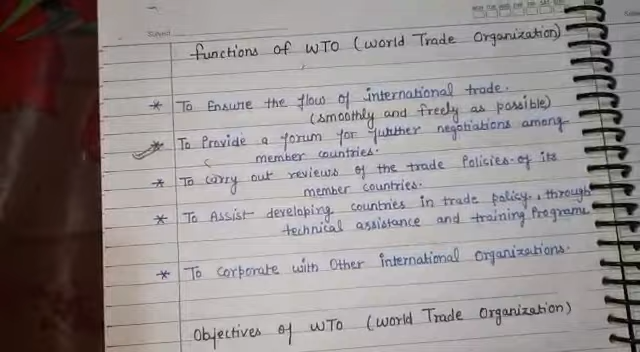 functions of WTO (World Trade Organization)
* To Ensure the flow of international trade.
(smoothly and freely as possible)
* To Provide a forum for further negotiations among
member countries.
* To carry out reviews of the trade Policies of its
member countries.
* To Assist developing countries in trade policy, through
technical assistance and training Programe
* To Corporate with Other international Organizations.
Objectives of WTO (World Trade Organization)